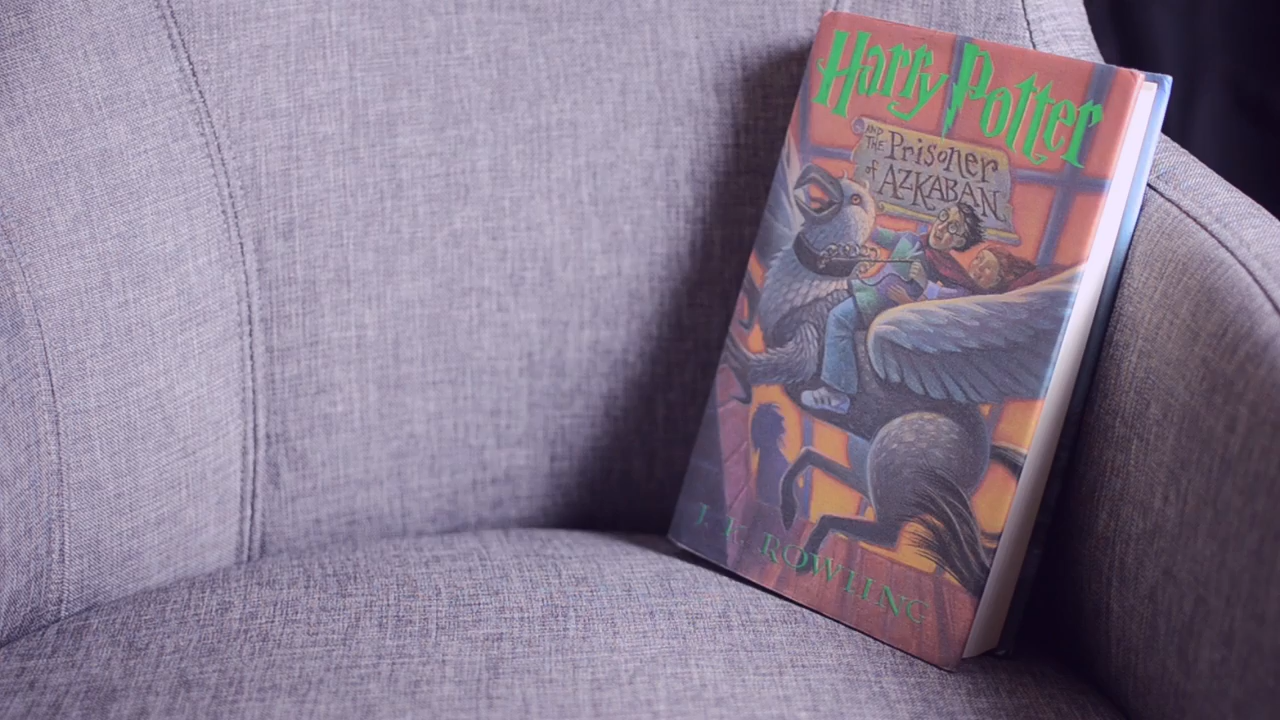 Harry Potter
AND THE Prisoner
of AZKABAN
J. K. ROWLING